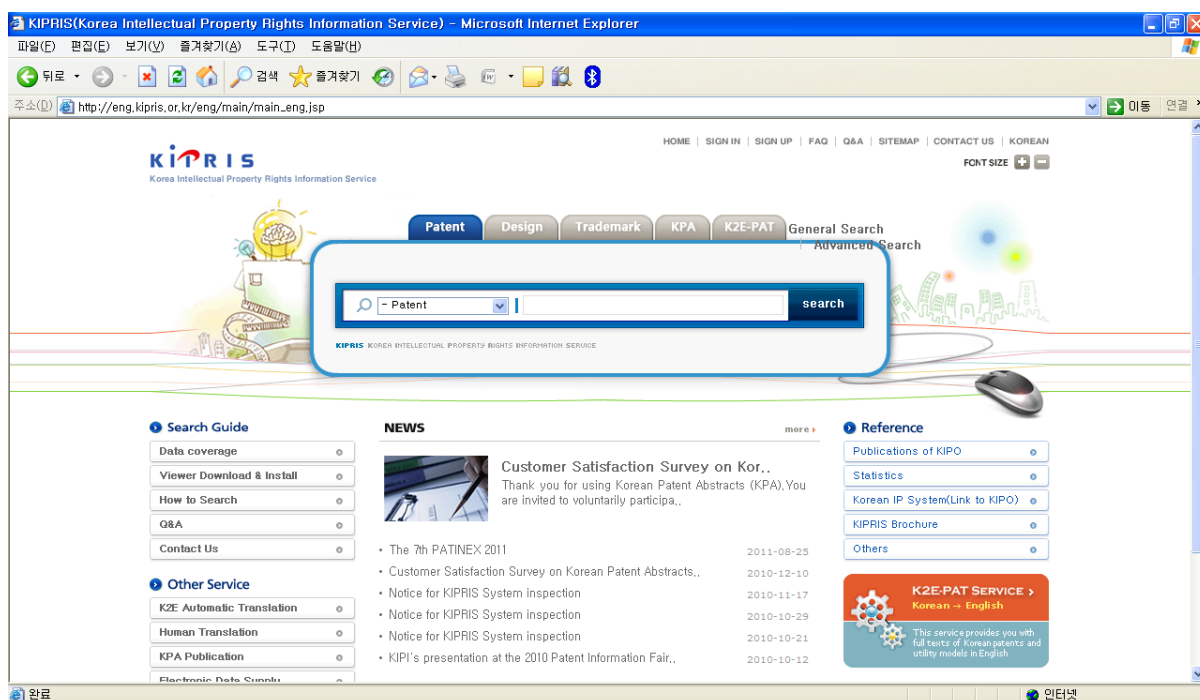 KIPRIS(Korea Intellectual Property Rights Information Service) - Microsoft Internet Explorer
파일(F) 편집(E) 보기(V) 즐겨찾기(A) 도구(T) 도움말(H)
뒤로 검색 즐겨찾기
주소(D) http://eng.kipris.or.kr/eng/main/main_eng.jsp 이동 연결
HOME | SIGN IN | SIGN UP | FAQ | Q&A | SITEMAP | CONTACT US | KOREAN
FONT SIZE + -
KIPRIS
Korea Intellectual Property Rights Information Service
Patent Design Trademark KPA K2E-PAT General Search
| Advanced Search
- Patent search
KIPRIS KOREA INTELLECTUAL PROPERTY RIGHTS INFORMATION SERVICE
Search Guide
Data coverage
Viewer Download & Install
How to Search
Q&A
Contact Us
Other Service
K2E Automatic Translation
Human Translation
KPA Publication
Electronic Data Supply
NEWS more ›
Customer Satisfaction Survey on Kor..
Thank you for using Korean Patent Abstracts (KPA).You
are invited to voluntarily participa..
• The 7th PATINEX 2011 2011-08-25
• Customer Satisfaction Survey on Korean Patent Abstracts.. 2010-12-10
• Notice for KIPRIS System inspection 2010-11-17
• Notice for KIPRIS System inspection 2010-10-29
• Notice for KIPRIS System inspection 2010-10-21
• KIPI's presentation at the 2010 Patent Information Fair.. 2010-10-12
Reference
Publications of KIPO
Statistics
Korean IP System(Link to KIPO)
KIPRIS Brochure
Others
K2E-PAT SERVICE ›
Korean → English
This service provides you with
full texts of Korean patents and
utility models in English
완료 인터넷